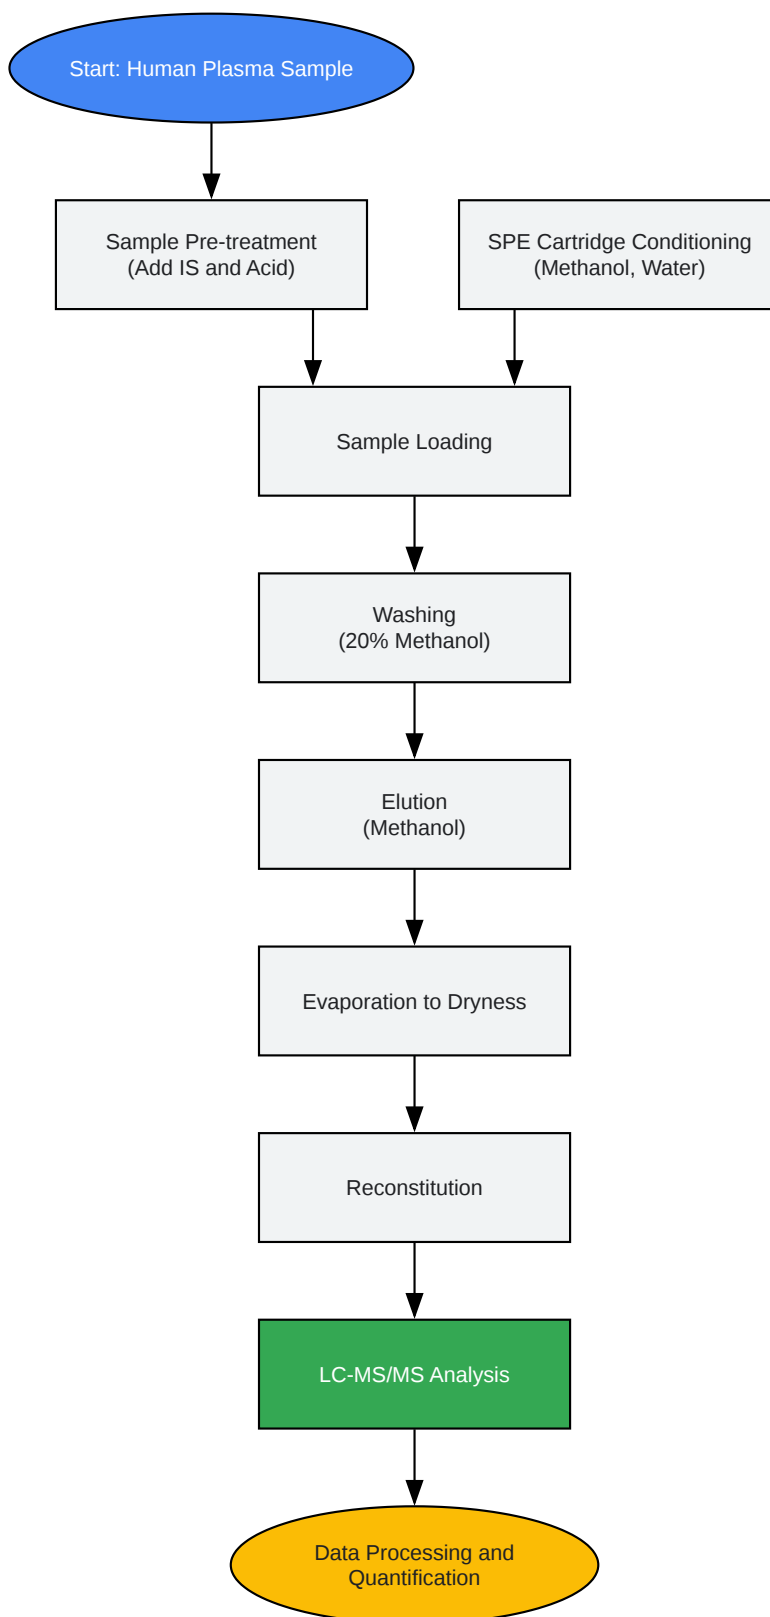 Start: Human Plasma Sample
Sample Pre-treatment
(Add IS and Acid)
SPE Cartridge Conditioning
(Methanol, Water)
Sample Loading
Washing
(20% Methanol)
Elution
(Methanol)
Evaporation to Dryness
Reconstitution
LC-MS/MS Analysis
Data Processing and
Quantification